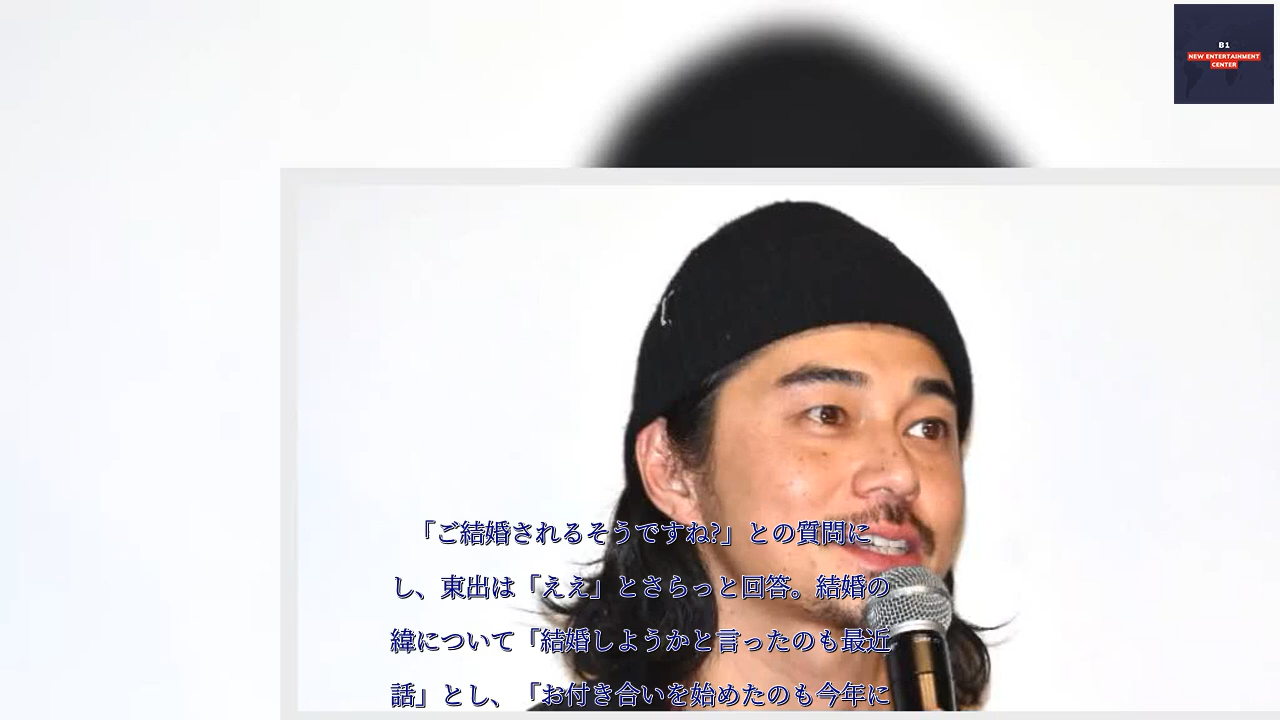 B1
NEW ENTERTAINMENT
CENTER
「ご結婚されるそうですね?」との質問に
し、東出は「ええ」とさらっと回答。結婚の
緯について「結婚しようかと言ったのも最近
話」とし、「お付き合いを始めたのも今年に